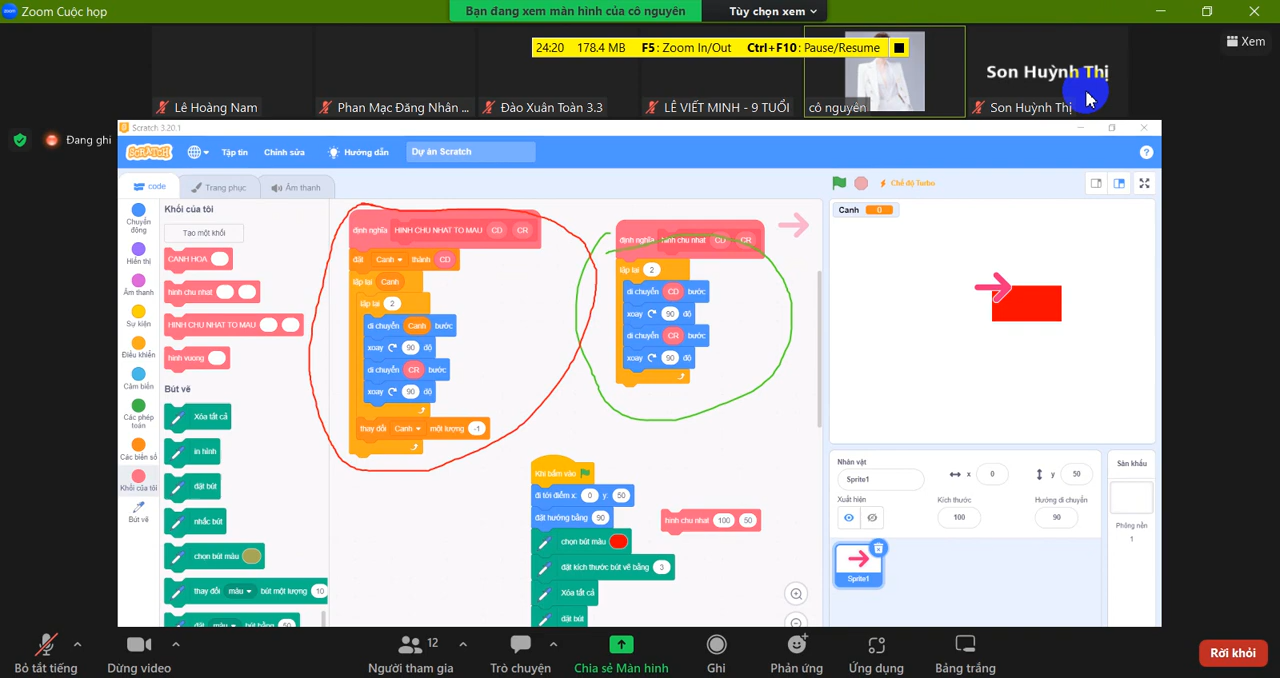 Zoom Cuộc họp
Bạn đang xem màn hình của cô nguyên
Tùy chọn xem
24:20 178.4 MB F5: Zoom In/Out Ctrl+F10: Pause/Resume
Xem
Son Huỳnh Thị
Lê Hoàng Nam
Phan Mạc Đăng Nhân ...
Đào Xuân Toàn 3.3
LÊ VIẾT MINH - 9 TUỔI
cô nguyên
Son Huỳnh Thị
Đang ghi
Scratch 3.20.1
SCRATCH
Tập tin
Chỉnh sửa
Hướng dẫn
Dự án Scratch
code
Trang phục
Âm thanh
Chế độ Turbo
Chuyển động
Hiển thị
Âm thanh
Sự kiện
Điều khiển
Cảm biến
Các phép toán
Các biến số
Khối của tôi
Bút vẽ
Khối của tôi
Tạo một khối
CANH HOA
hinh chu nhat
HINH CHU NHAT TO MAU
hinh vuong
Bút vẽ
Xóa tất cả
in hình
đặt bút
nhấc bút
chọn bút màu
thay đổi màu bút một lượng 10
đặt màu bút bằng 50
định nghĩa HINH CHU NHAT TO MAU CD CR
đặt Canh thành CD
lặp lại Canh
lặp lại 2
di chuyển Canh bước
xoay 90 độ
di chuyển CR bước
xoay 90 độ
thay đổi Canh một lượng -1
định nghĩa hinh chu nhat CD CR
lặp lại 2
di chuyển CD bước
xoay 90 độ
di chuyển CR bước
xoay 90 độ
Khi bấm vào
đi tới điểm x: 0 y: 50
đặt hướng bằng 90
chọn bút màu
đặt kích thước bút vẽ bằng 3
Xóa tất cả
đặt bút
hinh chu nhat 100 50
Canh 0
Nhân vật
Sprite1
x 0
y 50
Xuất hiện
Kích thước
100
Hướng di chuyển
90
Sprite1
Sân khấu
Phông nền
1
Bỏ tắt tiếng
Dừng video
12
Người tham gia
Trò chuyện
Chia sẻ Màn hình
Ghi
Phản ứng
Ứng dụng
Bảng trắng
Rời khỏi